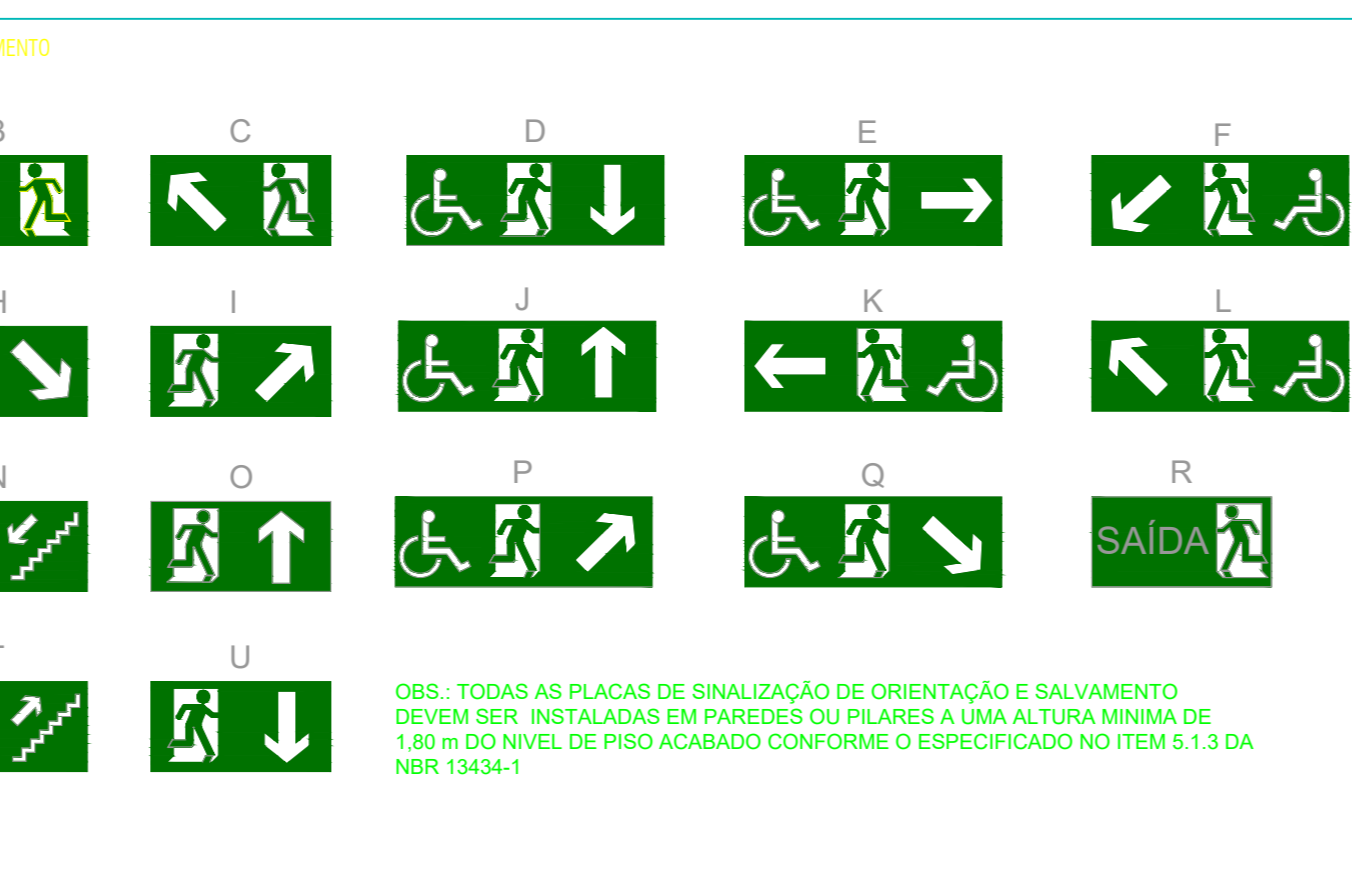 MENTO
B C D E F
H I J K L
N O P Q R
SAÍDA
T U
OBS.: TODAS AS PLACAS DE SINALIZAÇÃO DE ORIENTAÇÃO E SALVAMENTO
DEVEM SER INSTALADAS EM PAREDES OU PILARES A UMA ALTURA MINIMA DE
1,80 m DO NIVEL DE PISO ACABADO CONFORME O ESPECIFICADO NO ITEM 5.1.3 DA
NBR 13434-1